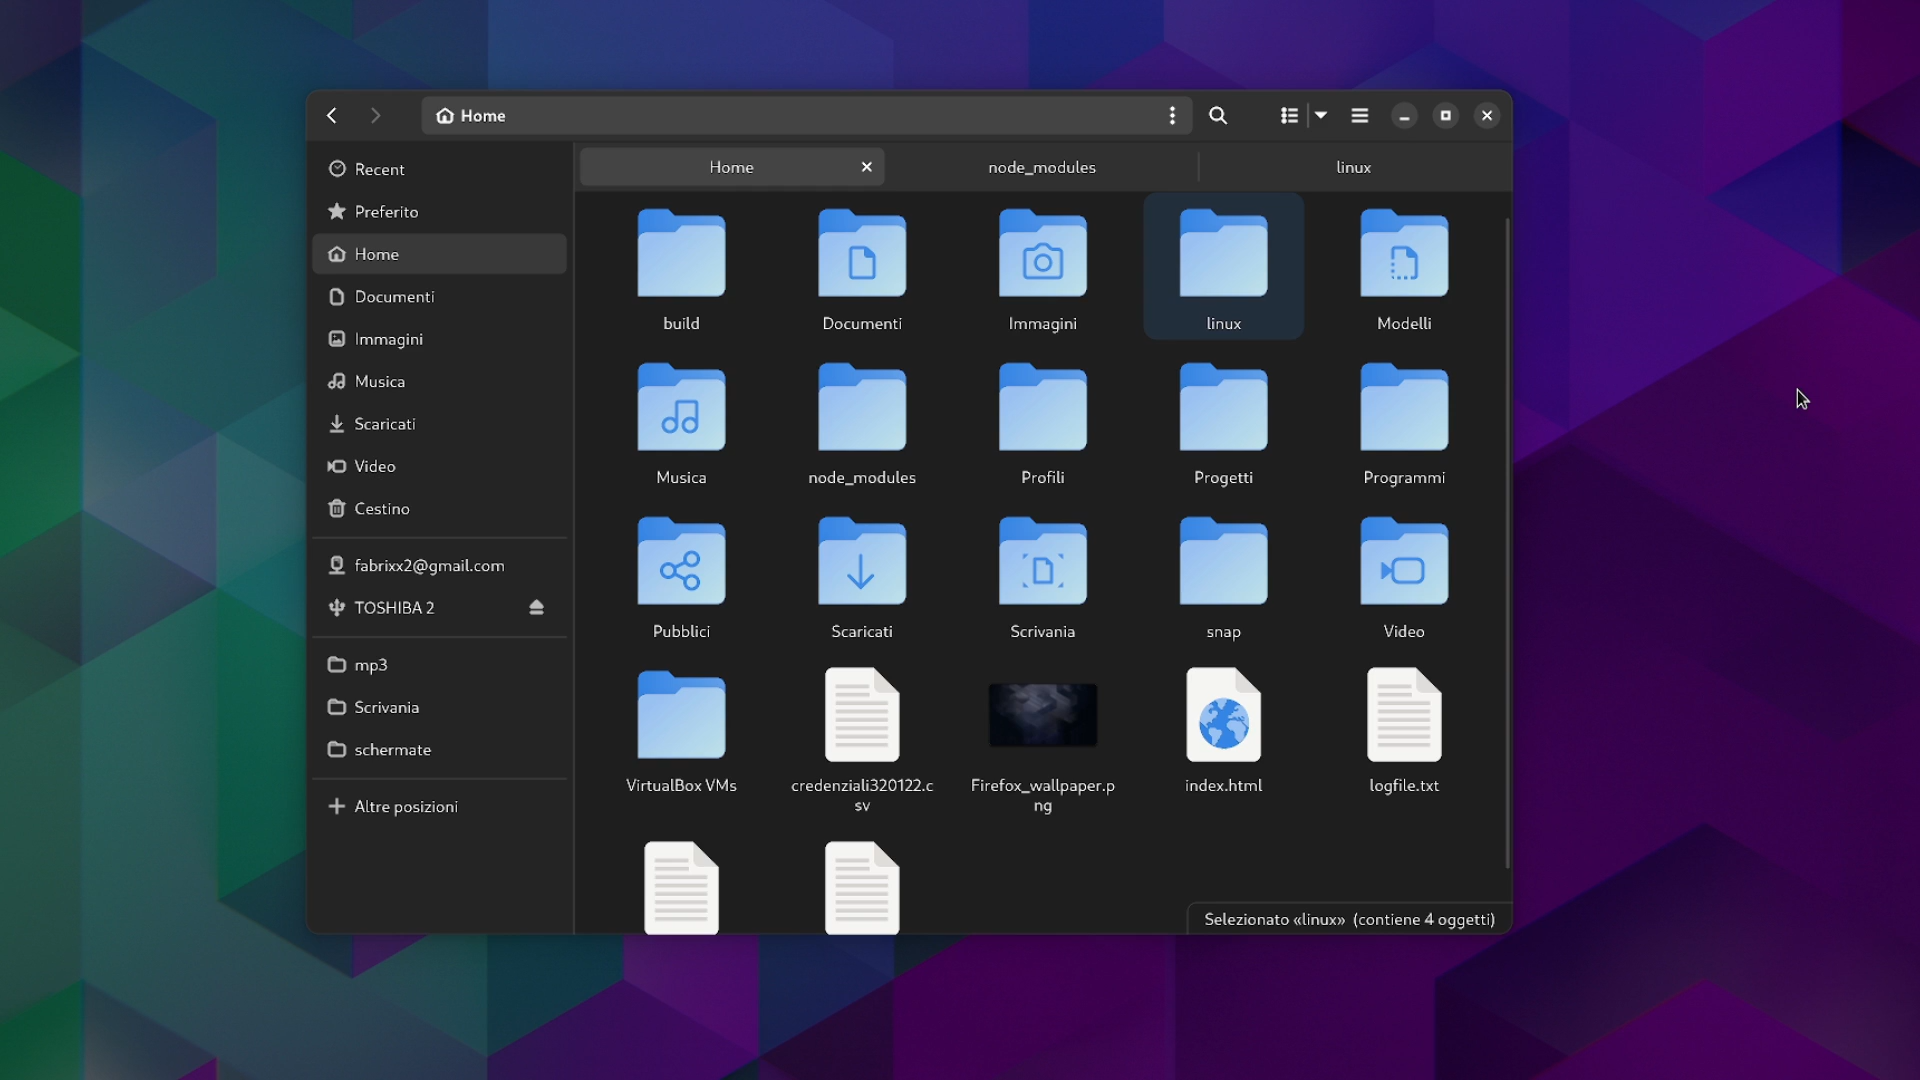 Home
Recent
Preferito
Home
Documenti
Immagini
Musica
Scaricati
Video
Cestino
fabrixx2@gmail.com
TOSHIBA 2
mp3
Scrivania
schermate
Altre posizioni
Home
node_modules
linux
build
Documenti
Immagini
linux
Modelli
Musica
node_modules
Profili
Progetti
Programmi
Pubblici
Scaricati
Scrivania
snap
Video
VirtualBox VMs
credenziali320122.c
sv
Firefox_wallpaper.p
ng
index.html
logfile.txt
Selezionato «linux» (contiene 4 oggetti)